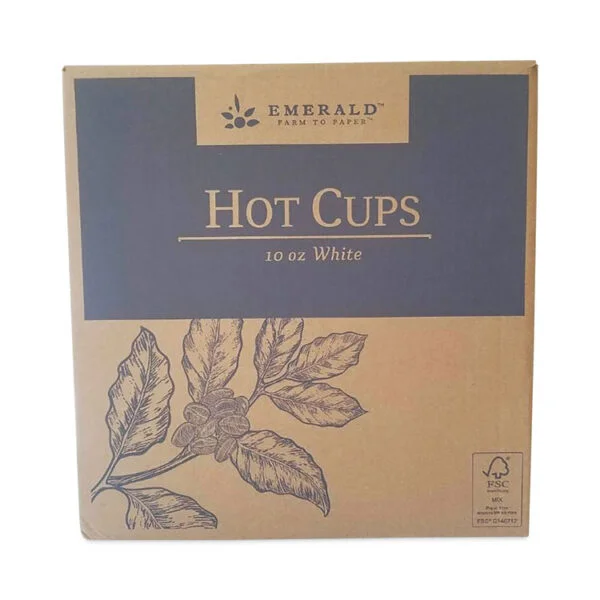 EMERALD™
FARM TO PAPER™
HOT CUPS
10 oz White
FSC
MIX